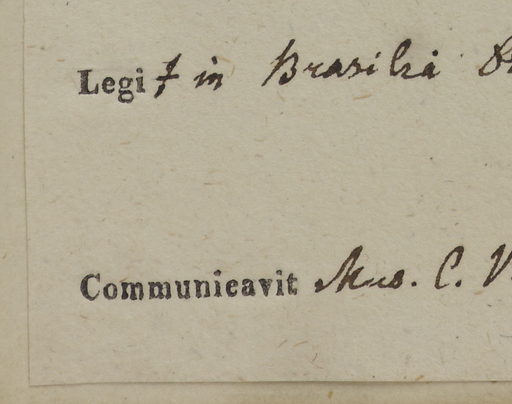 Legit in Brasilia
Communicavit Mus. C.